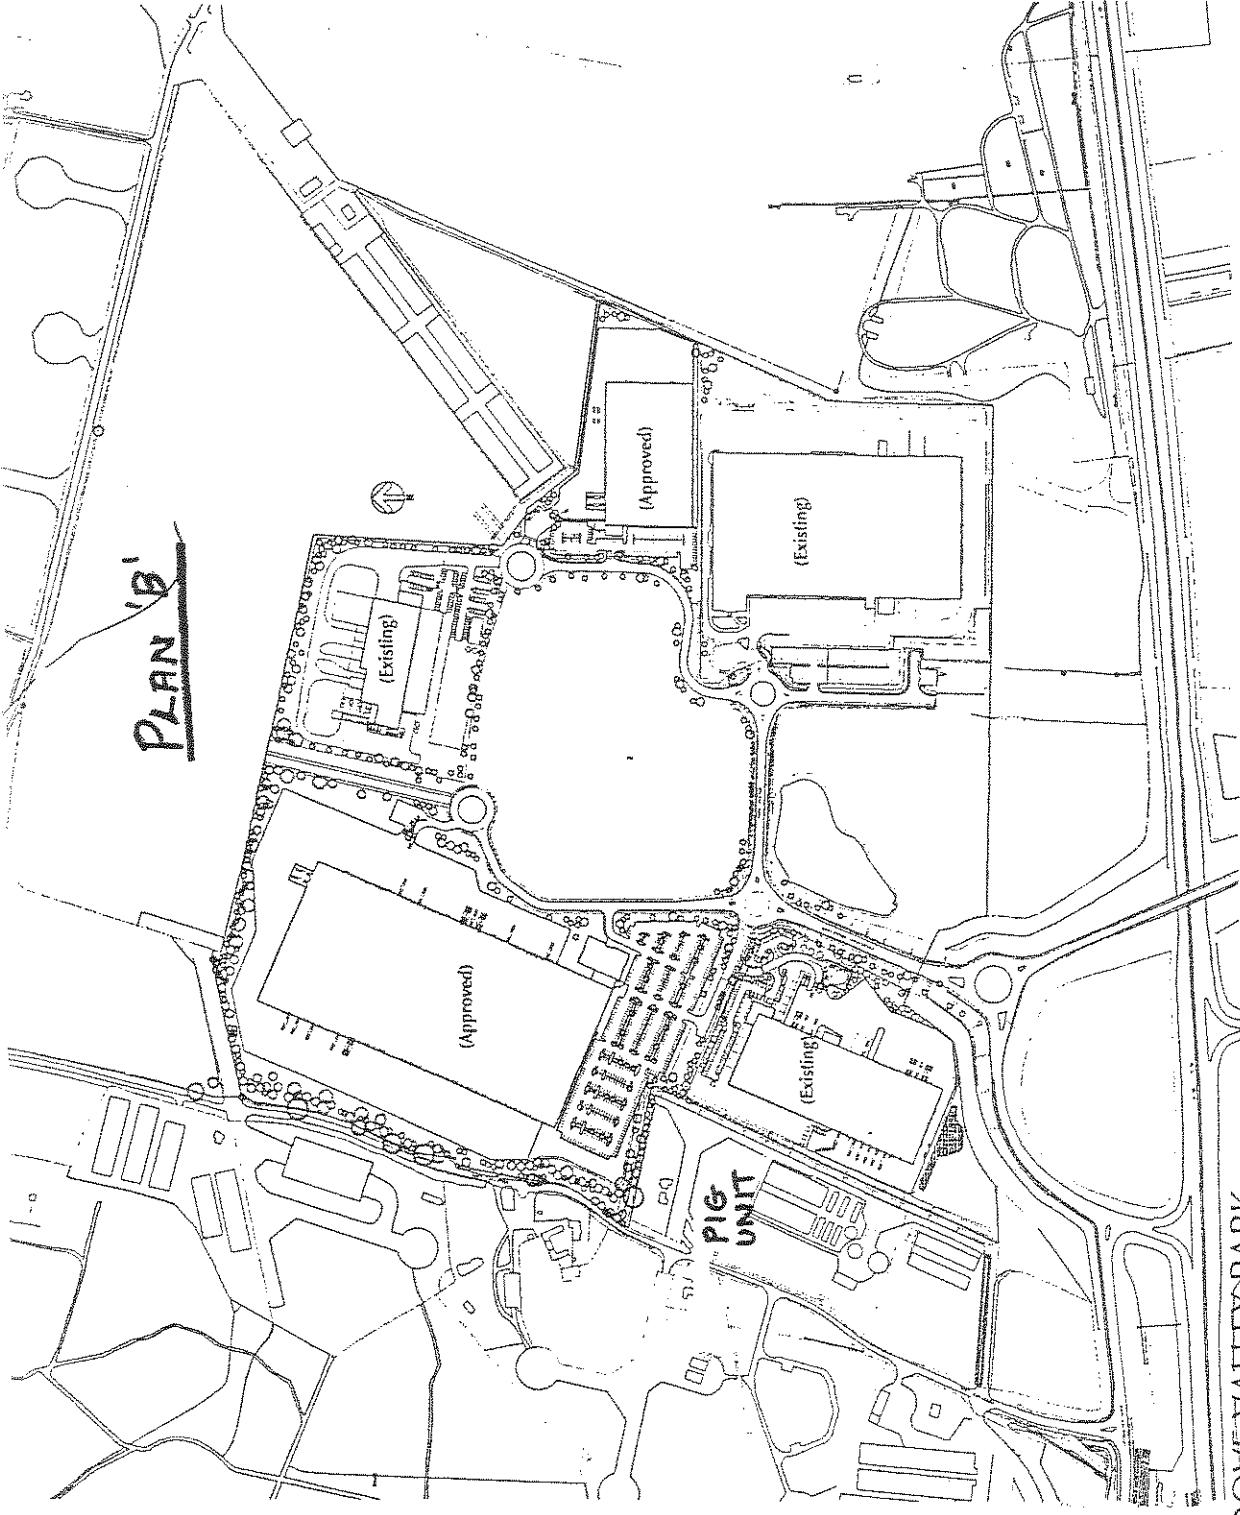 PLAN 'B'
(Existing)
(Approved)
(Existing)
(Approved)
(Existing)
PIG
UNIT